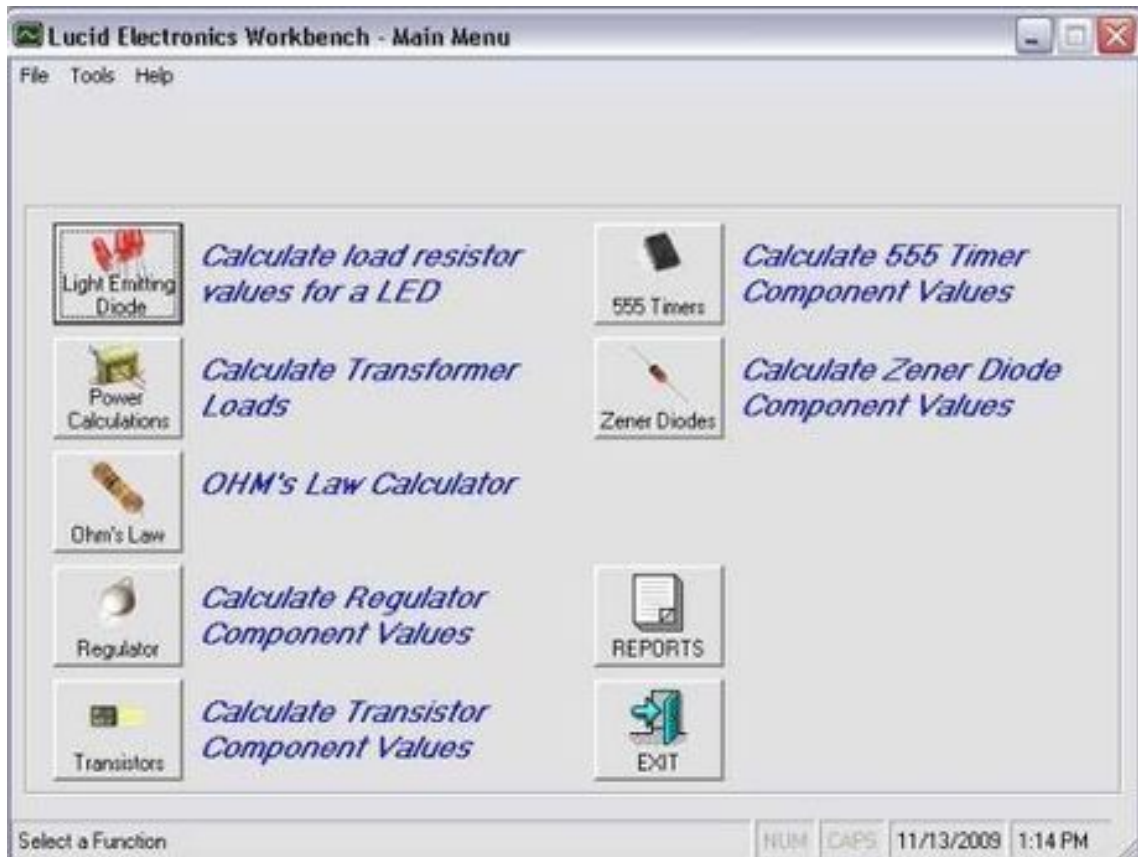 Lucid Electronics Workbench - Main Menu
File Tools Help
Light Emitting
Diode
Calculate load resistor
values for a LED
555 Timers
Calculate 555 Timer
Component Values
Power
Calculations
Calculate Transformer
Loads
Zener Diodes
Calculate Zener Diode
Component Values
Ohm's Law
OHM's Law Calculator
Regulator
Calculate Regulator
Component Values
REPORTS
Transistors
Calculate Transistor
Component Values
EXIT
Select a Function
NUM
CAPS
11/13/2009
1:14 PM